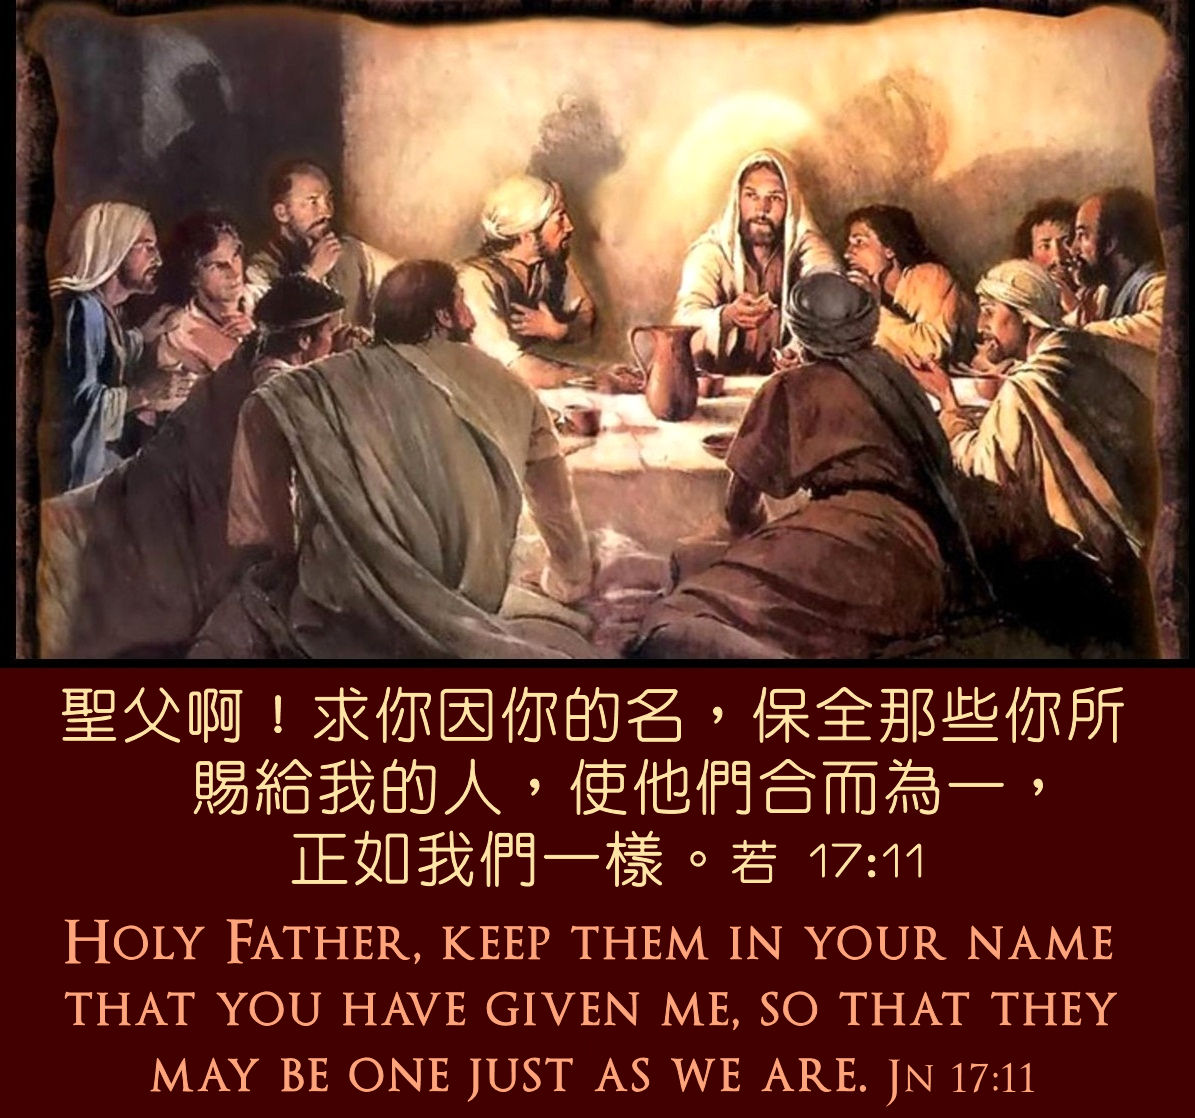 聖父啊！求你因你的名，保全那些你所
賜給我的人，使他們合而為一，
正如我們一樣。若 17:11
Holy Father, keep them in your name
that you have given me, so that they
may be one just as we are. Jn 17:11